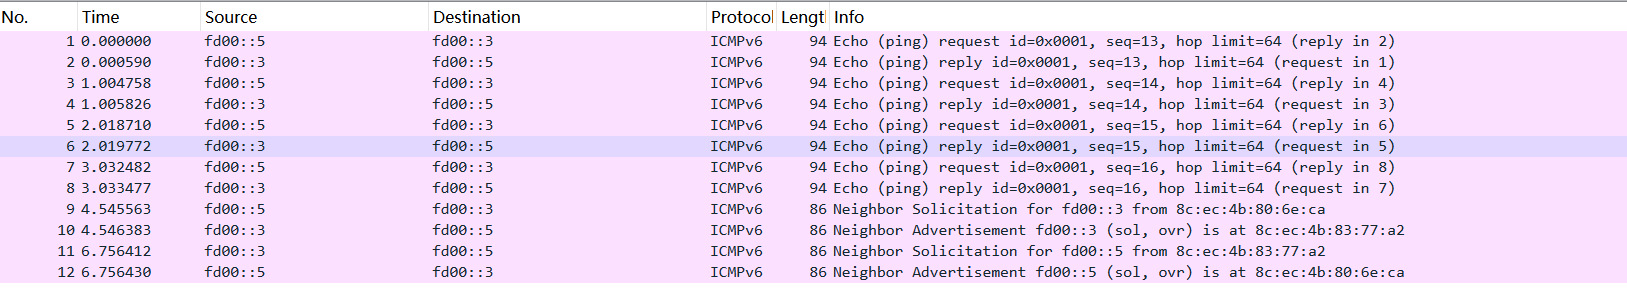 No. Time Source Destination Protocol Lengt Info
1 0.000000 fd00::5 fd00::3 ICMPv6 94 Echo (ping) request id=0x0001, seq=13, hop limit=64 (reply in 2)
2 0.000590 fd00::3 fd00::5 ICMPv6 94 Echo (ping) reply id=0x0001, seq=13, hop limit=64 (request in 1)
3 1.004758 fd00::5 fd00::3 ICMPv6 94 Echo (ping) request id=0x0001, seq=14, hop limit=64 (reply in 4)
4 1.005826 fd00::3 fd00::5 ICMPv6 94 Echo (ping) reply id=0x0001, seq=14, hop limit=64 (request in 3)
5 2.018710 fd00::5 fd00::3 ICMPv6 94 Echo (ping) request id=0x0001, seq=15, hop limit=64 (reply in 6)
6 2.019772 fd00::3 fd00::5 ICMPv6 94 Echo (ping) reply id=0x0001, seq=15, hop limit=64 (request in 5)
7 3.032482 fd00::5 fd00::3 ICMPv6 94 Echo (ping) request id=0x0001, seq=16, hop limit=64 (reply in 8)
8 3.033477 fd00::3 fd00::5 ICMPv6 94 Echo (ping) reply id=0x0001, seq=16, hop limit=64 (request in 7)
9 4.545563 fd00::5 fd00::3 ICMPv6 86 Neighbor Solicitation for fd00::3 from 8c:ec:4b:80:6e:ca
10 4.546383 fd00::3 fd00::5 ICMPv6 86 Neighbor Advertisement fd00::3 (sol, ovr) is at 8c:ec:4b:83:77:a2
11 6.756412 fd00::3 fd00::5 ICMPv6 86 Neighbor Solicitation for fd00::5 from 8c:ec:4b:83:77:a2
12 6.756430 fd00::5 fd00::3 ICMPv6 86 Neighbor Advertisement fd00::5 (sol, ovr) is at 8c:ec:4b:80:6e:ca